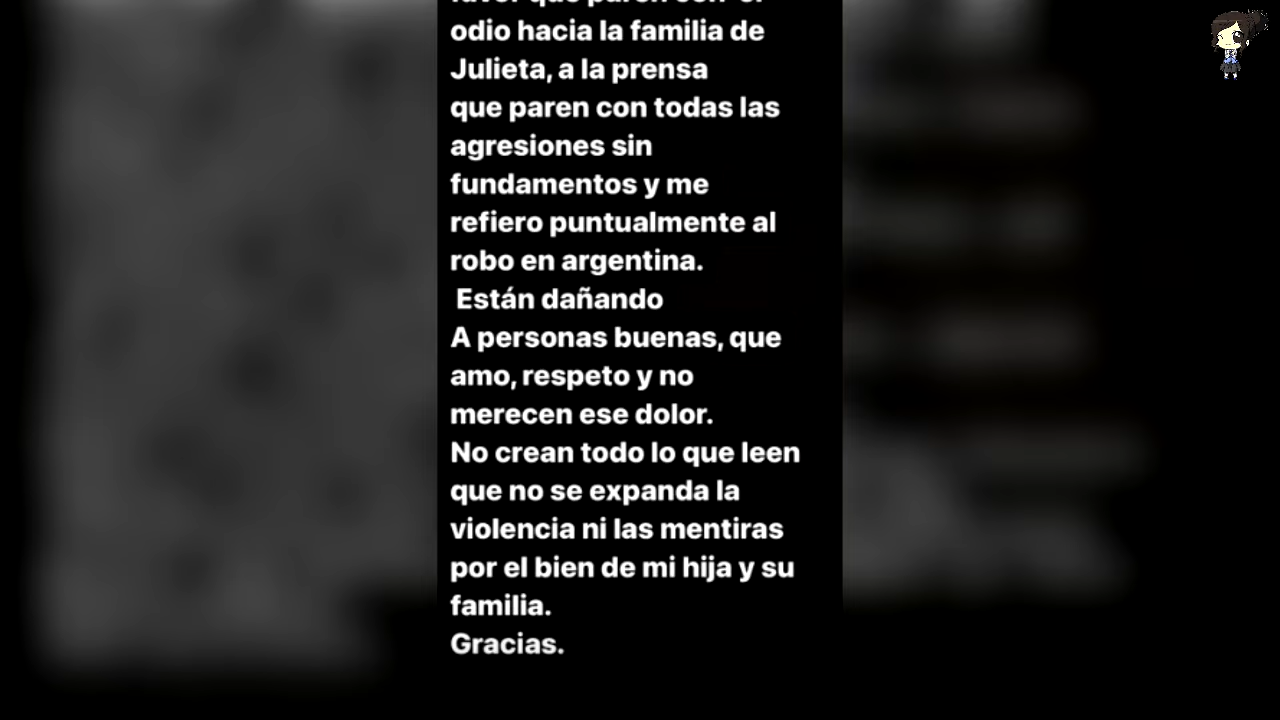 odio hacia la familia de
Julieta, a la prensa
que paren con todas las
agresiones sin
fundamentos y me
refiero puntualmente al
robo en argentina.
Están dañando
A personas buenas, que
amo, respeto y no
merecen ese dolor.
No crean todo lo que leen
que no se expanda la
violencia ni las mentiras
por el bien de mi hija y su
familia.
Gracias.